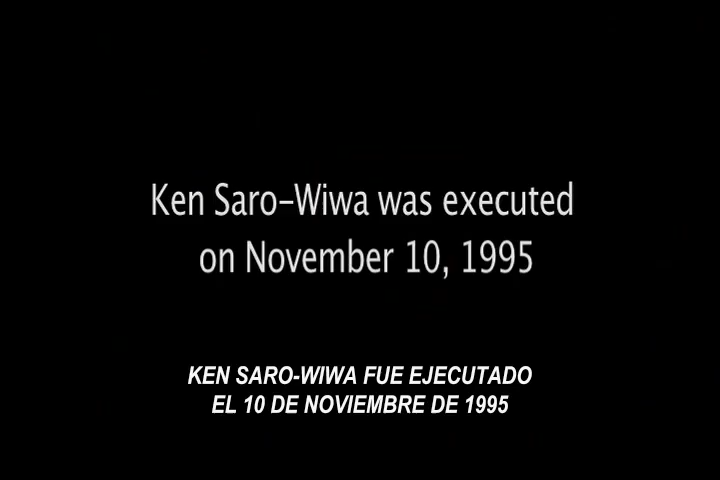 Ken Saro-Wiwa was executed
on November 10, 1995
KEN SARO-WIWA FUE EJECUTADO
EL 10 DE NOVIEMBRE DE 1995